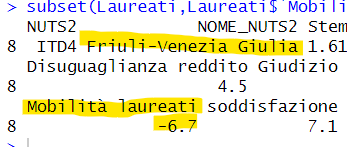 > subset(Laureati,Laureati$`Mobili
NUTS2 NOME_NUTS2 Stem
8 ITD4 Friuli-Venezia Giulia 1.61
Disuguaglianza reddito Giudizio
8 4.5
Mobilità laureati soddisfazione
8 -6.7 7.1
>